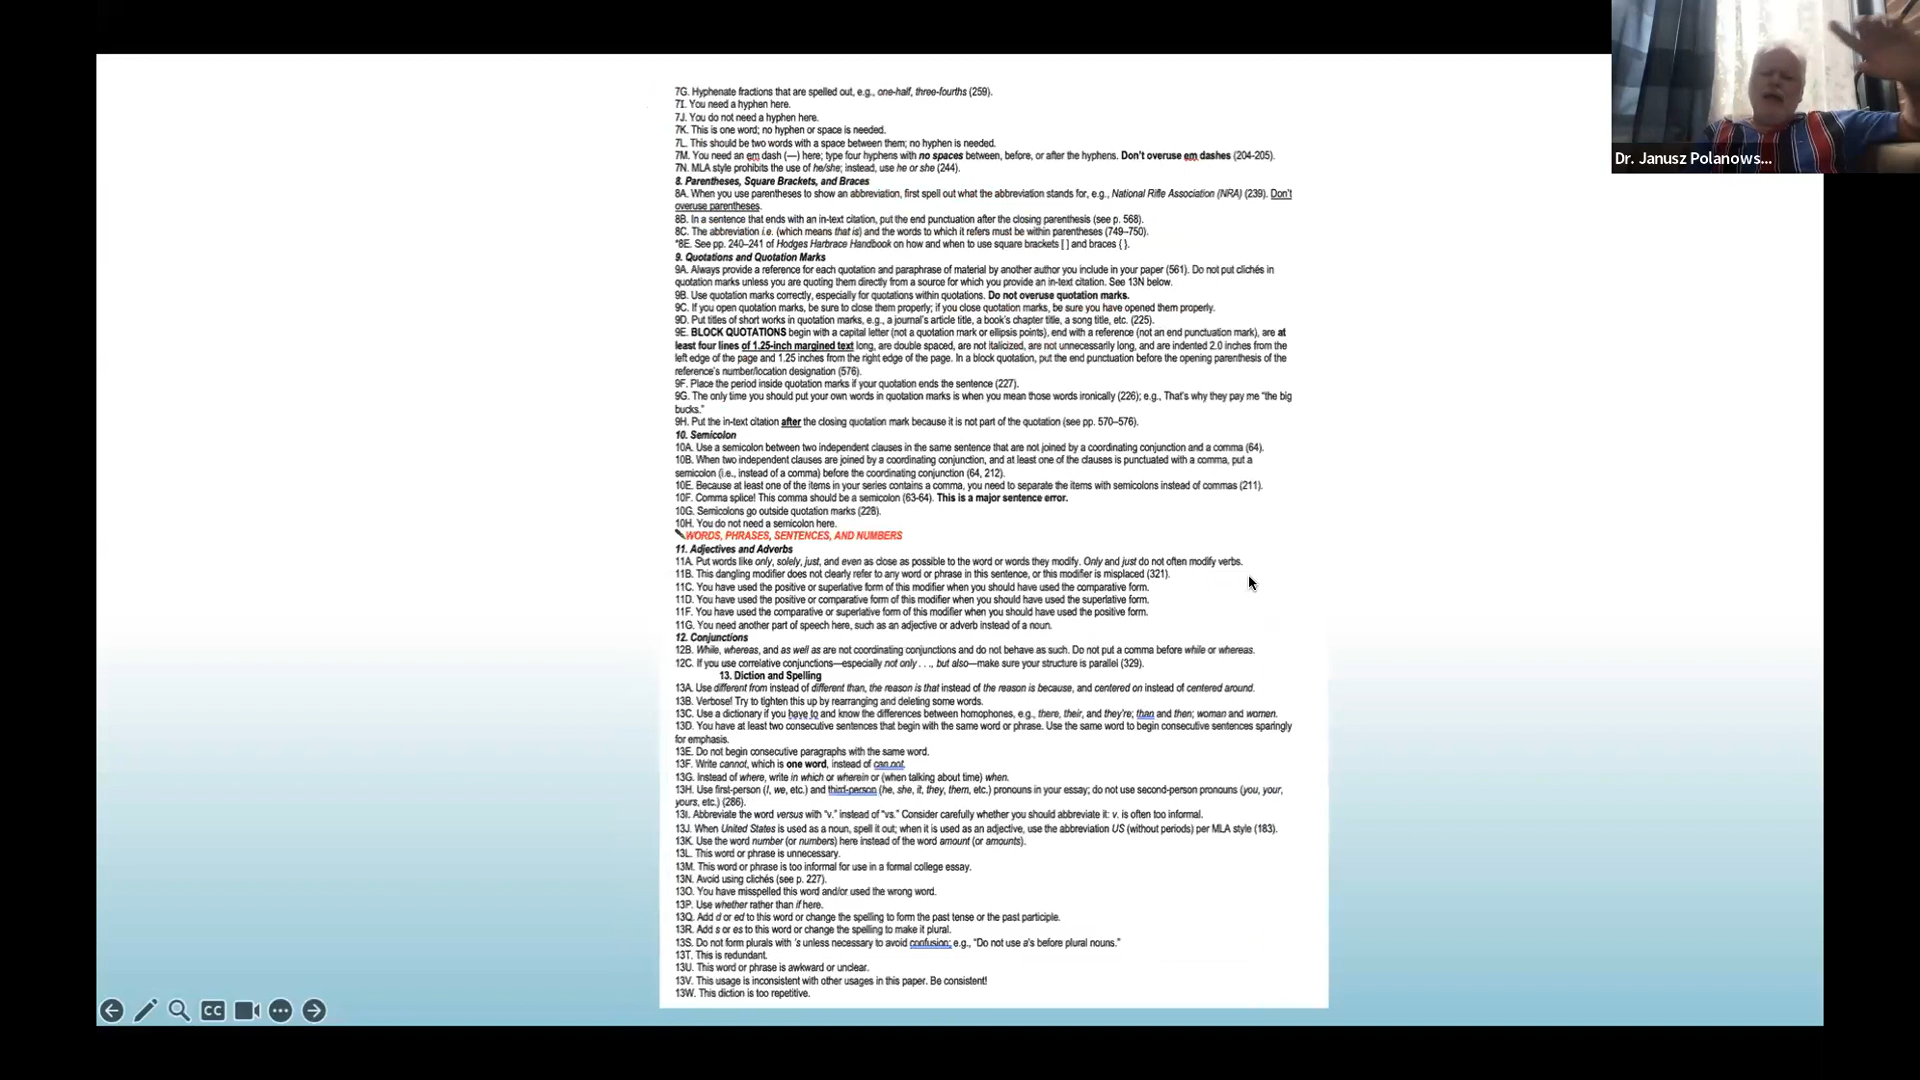 Dr. Janusz Polanows...
7G. Hyphenate fractions that are spelled out, e.g., one-half, three-fourths (259).
7I. You need a hyphen here.
7J. You do not need a hyphen here.
7K. This is one word; no hyphen or space is needed.
7L. This should be two words with a space between them; no hyphen is needed.
7M. You need an em dash (—) here; type four hyphens with no spaces between, before, or after the hyphens. Don't overuse em dashes (204-205).
7N. MLA style prohibits the use of he/she; instead, use he or she (244).
8. Parentheses, Square Brackets, and Braces
8A. When you use parentheses to show an abbreviation, first spell out what the abbreviation stands for, e.g., National Rifle Association (NRA) (239). Don't
overuse parentheses.
8B. In a sentence that ends with an in-text citation, put the end punctuation after the closing parenthesis (see p. 568).
8C. The abbreviation i.e. (which means that is) and the words to which it refers must be within parentheses (749–750).
*8E. See pp. 240–241 of Hodges Harbrace Handbook on how and when to use square brackets [ ] and braces { }.
9. Quotations and Quotation Marks
9A. Always provide a reference for each quotation and paraphrase of material by another author you include in your paper (561). Do not put clichés in
quotation marks unless you are quoting them directly from a source for which you provide an in-text citation. See 13N below.
9B. Use quotation marks correctly, especially for quotations within quotations. Do not overuse quotation marks.
9C. If you open quotation marks, be sure to close them properly; if you close quotation marks, be sure you have opened them properly.
9D. Put titles of short works in quotation marks, e.g., a journal's article title, a book's chapter title, a song title, etc. (225).
9E. BLOCK QUOTATIONS begin with a capital letter (not a quotation mark or ellipsis points), end with a reference (not an end punctuation mark), are at
least four lines of 1.25-inch margined text long, are double spaced, are not italicized, are not unnecessarily long, and are indented 2.0 inches from the
left edge of the page and 1.25 inches from the right edge of the page. In a block quotation, put the end punctuation before the opening parenthesis of the
reference's number/location designation (576).
9F. Place the period inside quotation marks if your quotation ends the sentence (227).
9G. The only time you should put your own words in quotation marks is when you mean those words ironically (226); e.g., That's why they pay me "the big
bucks."
9H. Put the in-text citation after the closing quotation mark because it is not part of the quotation (see pp. 570–576).
10. Semicolon
10A. Use a semicolon between two independent clauses in the same sentence that are not joined by a coordinating conjunction and a comma (64).
10B. When two independent clauses are joined by a coordinating conjunction, and at least one of the clauses is punctuated with a comma, put a
semicolon (i.e., instead of a comma) before the coordinating conjunction (64, 212).
10E. Because at least one of the items in your series contains a comma, you need to separate the items with semicolons instead of commas (211).
10F. Comma splice! This comma should be a semicolon (63-64). This is a major sentence error.
10G. Semicolons go outside quotation marks (228).
10H. You do not need a semicolon here.
WORDS, PHRASES, SENTENCES, AND NUMBERS
11. Adjectives and Adverbs
11A. Put words like only, solely, just, and even as close as possible to the word or words they modify. Only and just do not often modify verbs.
11B. This dangling modifier does not clearly refer to any word or phrase in this sentence, or this modifier is misplaced (321).
11C. You have used the positive or superlative form of this modifier when you should have used the comparative form.
11D. You have used the positive or comparative form of this modifier when you should have used the superlative form.
11F. You have used the comparative or superlative form of this modifier when you should have used the positive form.
11G. You need another part of speech here, such as an adjective or adverb instead of a noun.
12. Conjunctions
12B. While, whereas, and as well as are not coordinating conjunctions and do not behave as such. Do not put a comma before while or whereas.
12C. If you use correlative conjunctions—especially not only . . ., but also—make sure your structure is parallel (329).
13. Diction and Spelling
13A. Use different from instead of different than, the reason is that instead of the reason is because, and centered on instead of centered around.
13B. Verbose! Try to tighten this up by rearranging and deleting some words.
13C. Use a dictionary if you have to and know the differences between homophones, e.g., there, their, and they're; than and then; woman and women.
13D. You have at least two consecutive sentences that begin with the same word or phrase. Use the same word to begin consecutive sentences sparingly
for emphasis.
13E. Do not begin consecutive paragraphs with the same word.
13F. Write cannot, which is one word, instead of can not.
13G. Instead of where, write in which or wherein or (when talking about time) when.
13H. Use first-person (I, we, etc.) and third-person (he, she, it, they, them, etc.) pronouns in your essay; do not use second-person pronouns (you, your,
yours, etc.) (286).
13I. Abbreviate the word versus with "v." instead of "vs." Consider carefully whether you should abbreviate it: v. is often too informal.
13J. When United States is used as a noun, spell it out; when it is used as an adjective, use the abbreviation US (without periods) per MLA style (183).
13K. Use the word number (or numbers) here instead of the word amount (or amounts).
13L. This word or phrase is unnecessary.
13M. This word or phrase is too informal for use in a formal college essay.
13N. Avoid using clichés (see p. 227).
13O. You have misspelled this word and/or used the wrong word.
13P. Use whether rather than if here.
13Q. Add d or ed to this word or change the spelling to form the past tense or the past participle.
13R. Add s or es to this word or change the spelling to make it plural.
13S. Do not form plurals with 's unless necessary to avoid confusion; e.g., "Do not use a's before plural nouns."
13T. This is redundant.
13U. This word or phrase is awkward or unclear.
13V. This usage is inconsistent with other usages in this paper. Be consistent!
13W. This diction is too repetitive.
CC